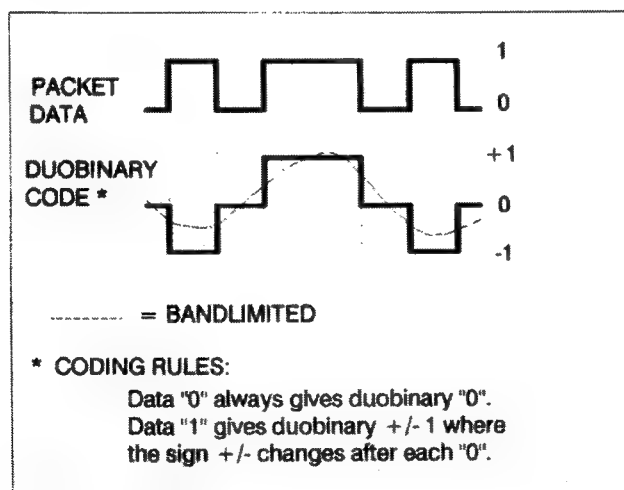 PACKET
DATA
1
0
DUOBINARY
CODE *
+1
0
-1
= BANDLIMITED
* CODING RULES:
Data "0" always gives duobinary "0".
Data "1" gives duobinary +/- 1 where
the sign +/- changes after each "0".